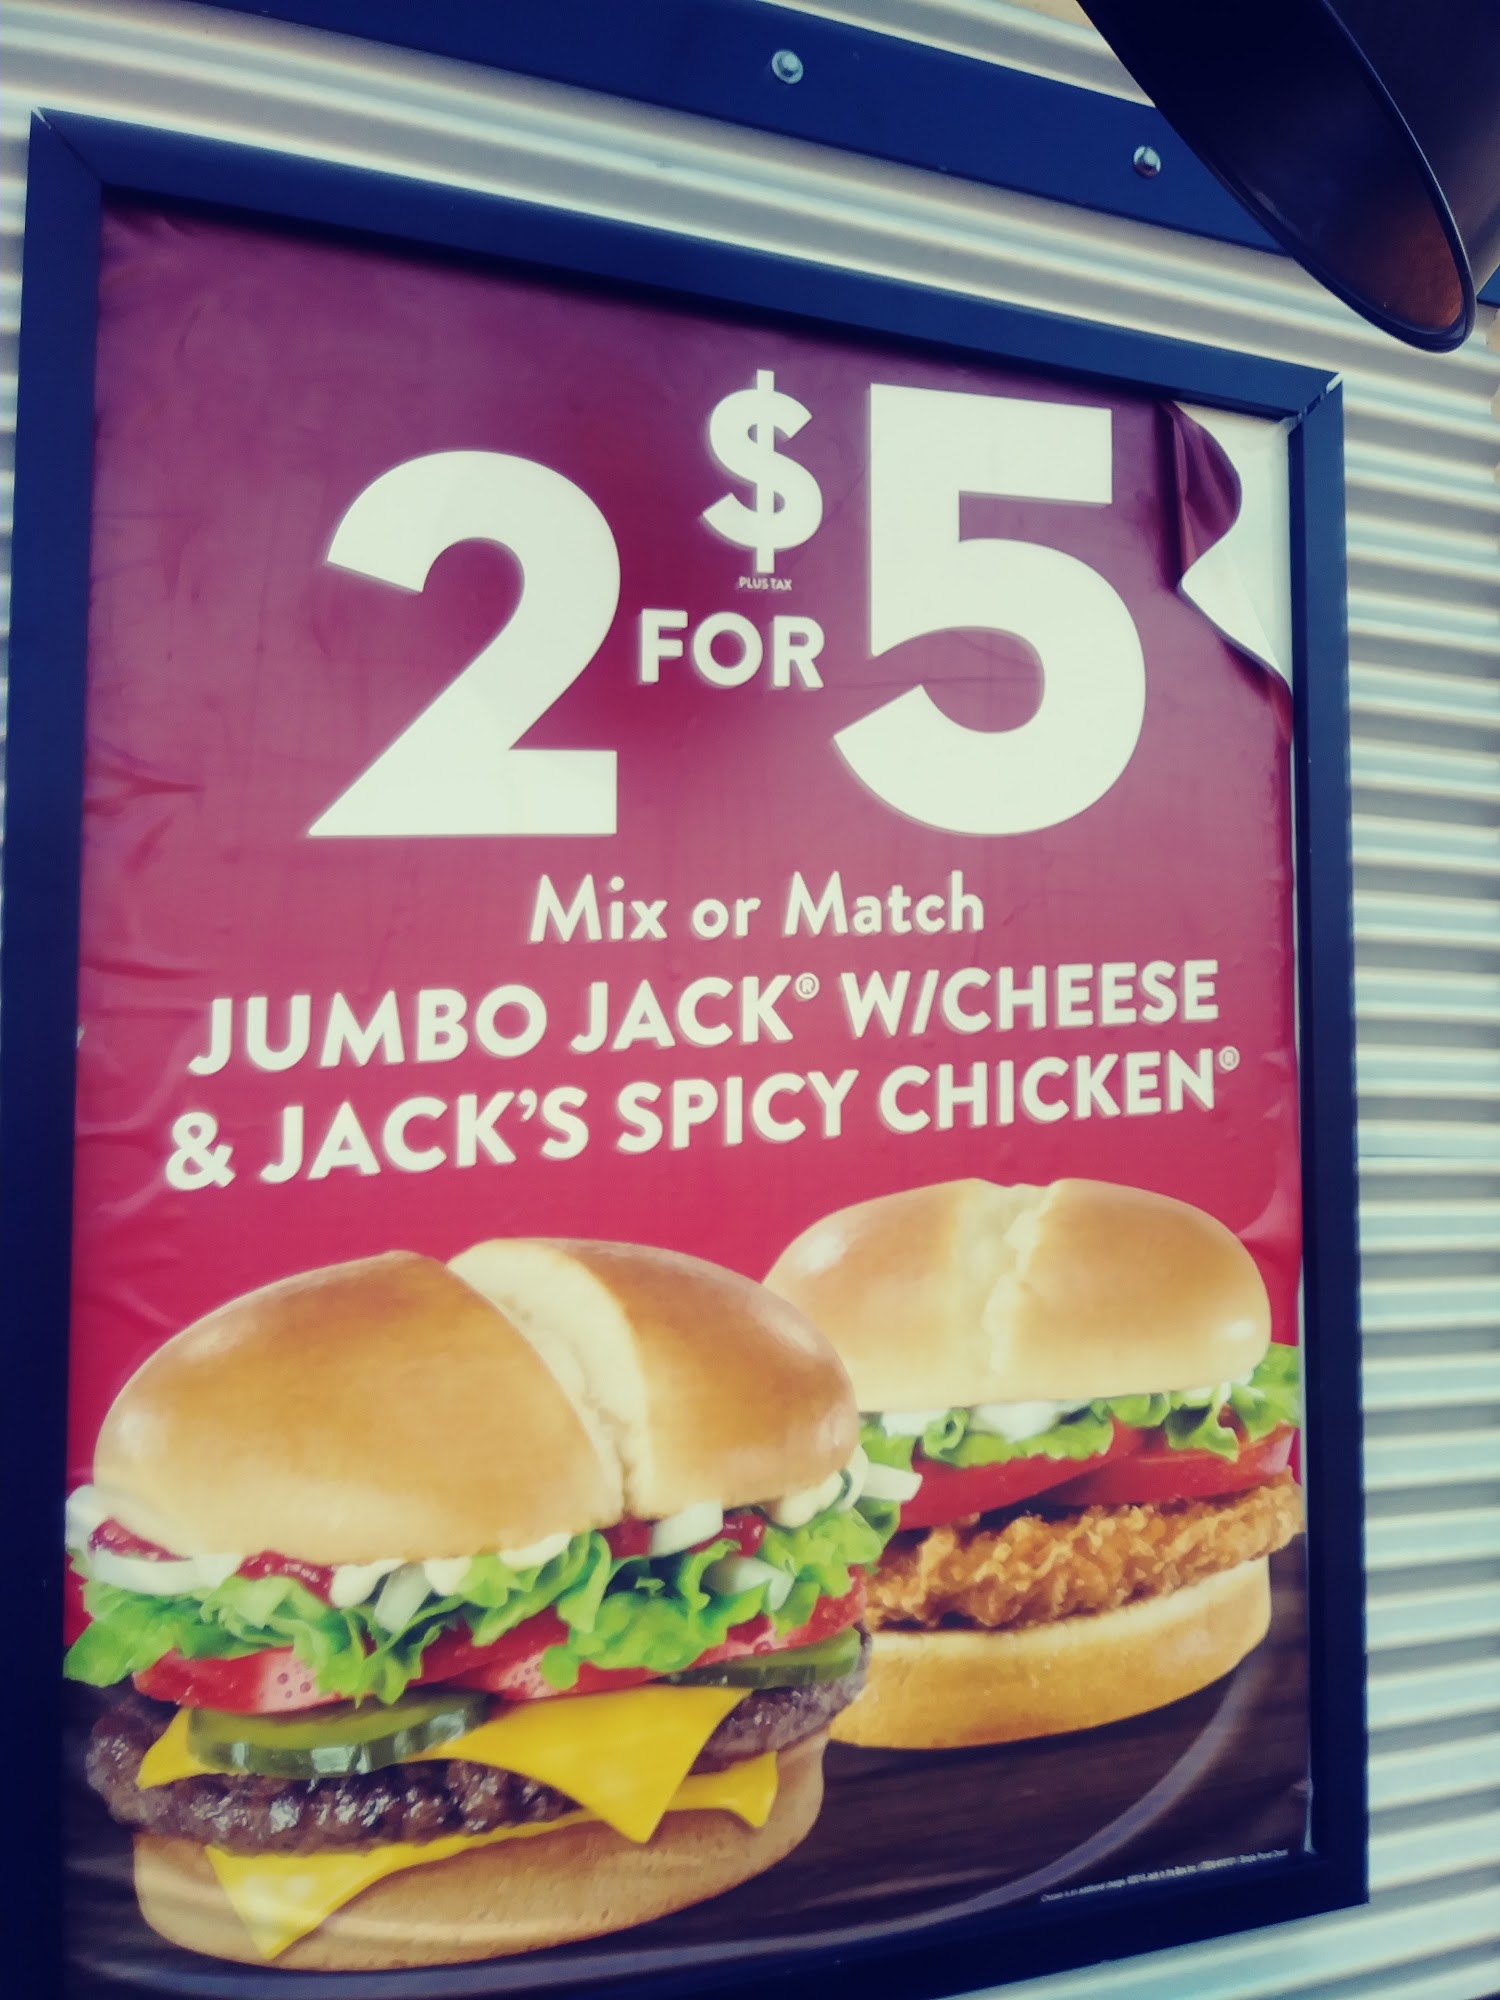 2 $ 5
PLUS TAX
FOR
Mix or Match
JUMBO JACK® W/CHEESE
& JACK'S SPICY CHICKEN®